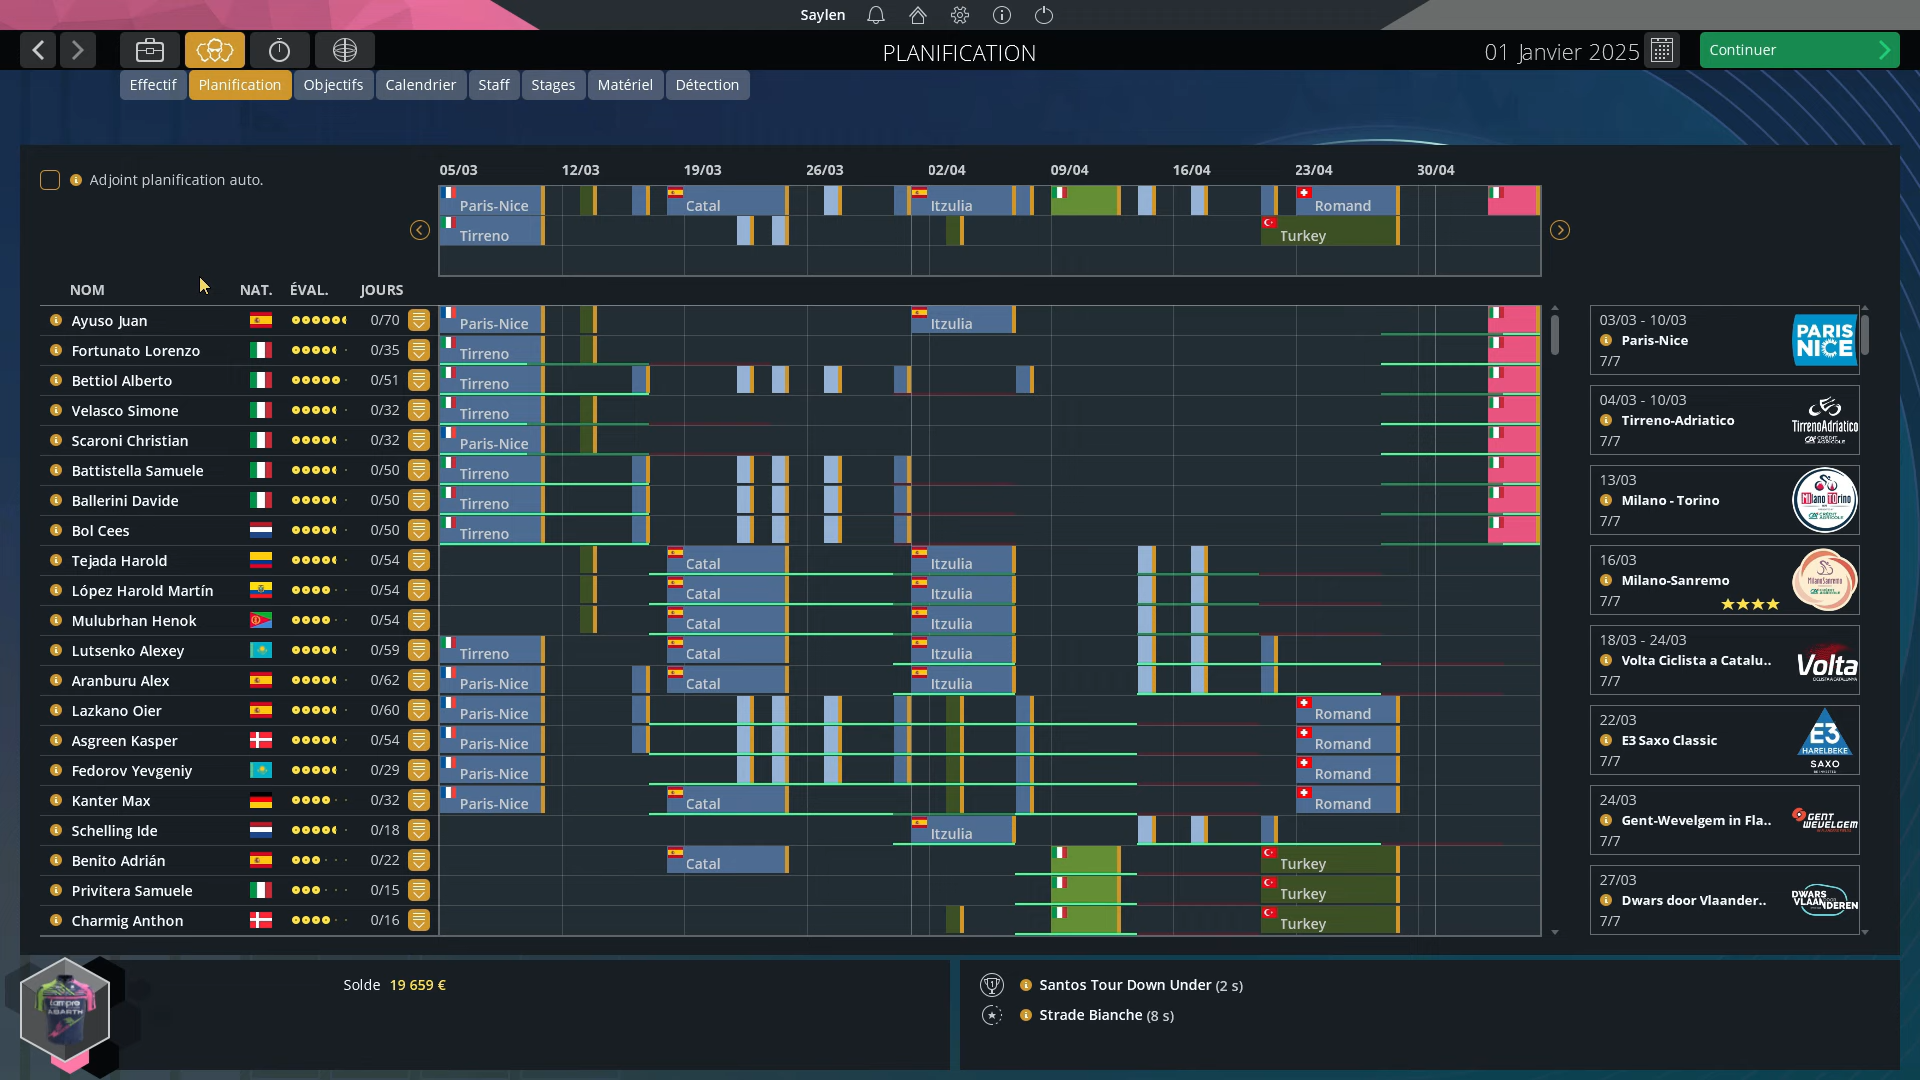 Saylen
PLANIFICATION
01 Janvier 2025
Continuer
Effectif
Planification
Objectifs
Calendrier
Staff
Stages
Matériel
Détection
Adjoint planification auto.
05/03 12/03 19/03 26/03 02/04 09/04 16/04 23/04 30/04
Paris-Nice Catal Itzulia Romand
Tirreno Turkey
NOM NAT. ÉVAL. JOURS
Ayuso Juan 0/70 Paris-Nice Itzulia
Fortunato Lorenzo 0/35 Tirreno
Bettiol Alberto 0/51 Tirreno
Velasco Simone 0/32 Tirreno
Scaroni Christian 0/32 Paris-Nice
Battistella Samuele 0/50 Tirreno
Ballerini Davide 0/50 Tirreno
Bol Cees 0/50 Tirreno
Tejada Harold 0/54 Catal Itzulia
López Harold Martín 0/54 Catal Itzulia
Mulubrhan Henok 0/54 Catal Itzulia
Lutsenko Alexey 0/59 Tirreno Catal Itzulia
Aranburu Alex 0/62 Paris-Nice Catal Itzulia
Lazkano Oier 0/60 Paris-Nice Romand
Asgreen Kasper 0/54 Paris-Nice Romand
Fedorov Yevgeniy 0/29 Paris-Nice Romand
Kanter Max 0/32 Paris-Nice Catal Romand
Schelling Ide 0/18 Itzulia
Benito Adrián 0/22 Catal Turkey
Privitera Samuele 0/15 Turkey
Charmig Anthon 0/16 Turkey
03/03 - 10/03
Paris-Nice
7/7
PARIS
NICE
04/03 - 10/03
Tirreno-Adriatico
7/7
TirrenoAdriatico
13/03
Milano - Torino
7/7
MIlano TOrino
16/03
Milano-Sanremo
7/7
MilanoSanremo
18/03 - 24/03
Volta Ciclista a Catalu..
7/7
Volta
22/03
E3 Saxo Classic
7/7
E3
HARELBEKE
SAXO
24/03
Gent-Wevelgem in Fla..
7/7
GENT
WEVELGEM
27/03
Dwars door Vlaander..
7/7
DWARS
VLAANDEREN
Solde 19 659 €
Santos Tour Down Under (2 s)
Strade Bianche (8 s)
lampre
ABARTH